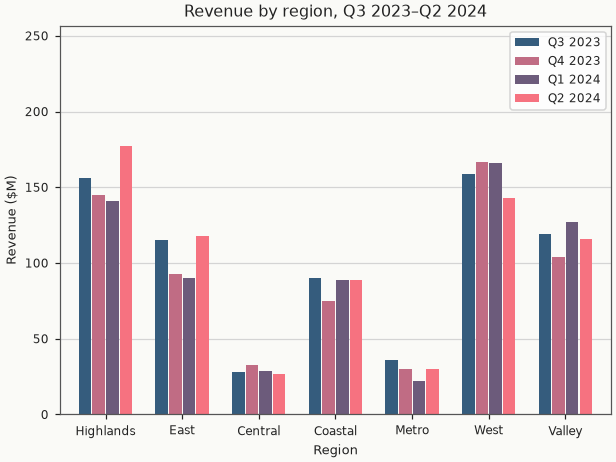 Revenue by region, Q3 2023–Q2 2024
Q3 2023
Q4 2023
Q1 2024
Q2 2024
Revenue ($M)
250
200
150
100
50
0
Highlands East Central Coastal Metro West Valley
Region